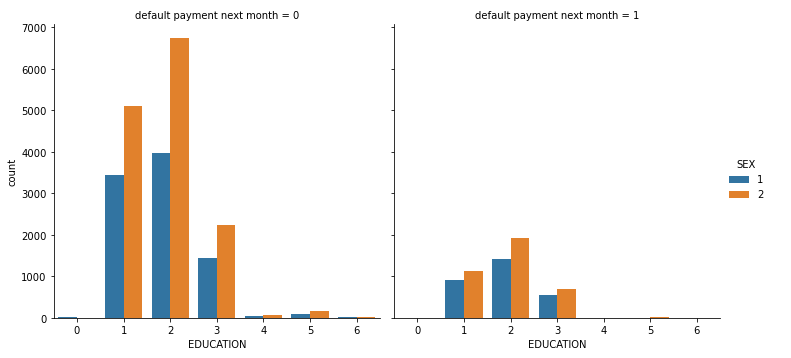 default payment next month = 0
default payment next month = 1
7000
6000
5000
4000
3000
2000
1000
0
count
0 1 2 3 4 5 6
EDUCATION
0 1 2 3 4 5 6
EDUCATION
SEX
1
2